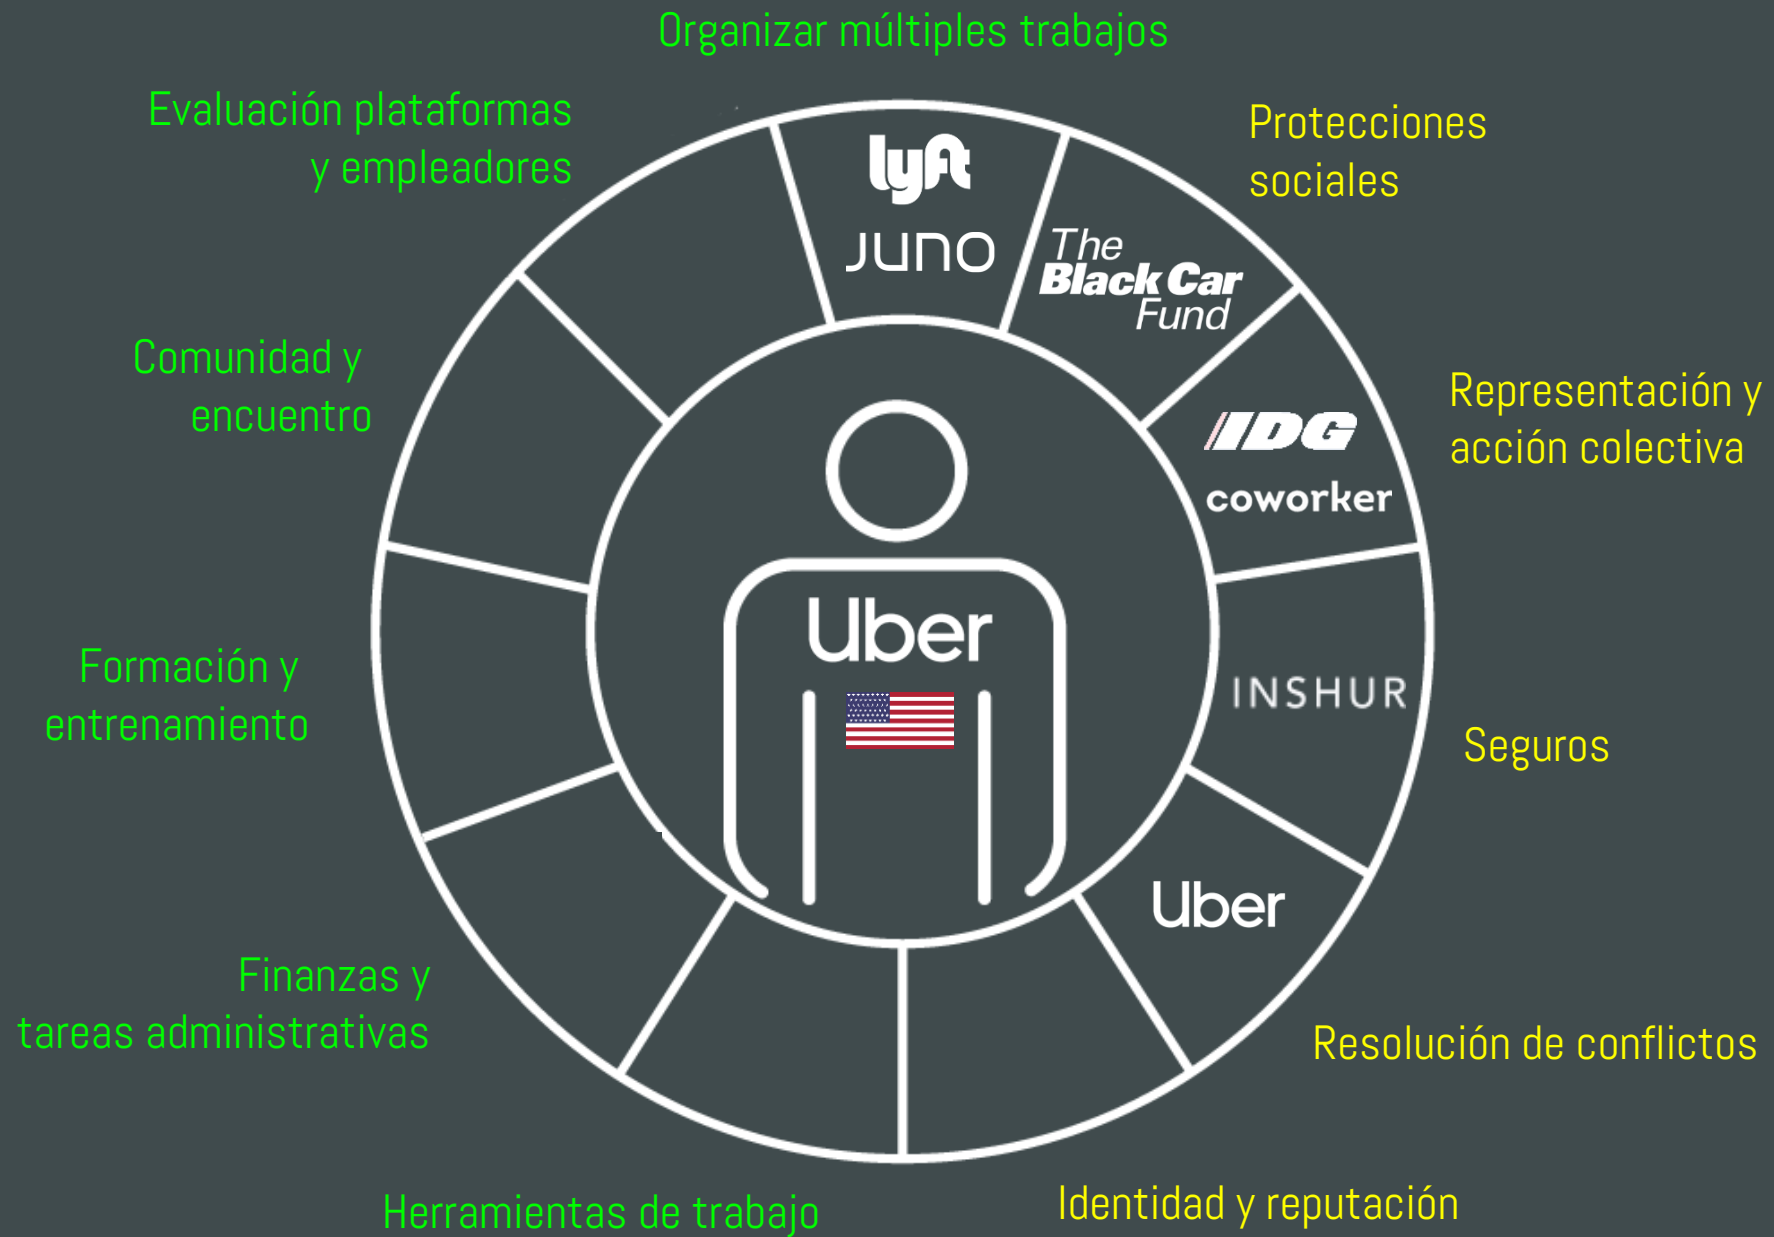 Organizar múltiples trabajos
Evaluación plataformas
y empleadores
Protecciones
sociales
lyft
JUNO
The
Black Car
Fund
Comunidad y
encuentro
Representación y
acción colectiva
IDG
coworker
Uber
INSHUR
Formación y
entrenamiento
Seguros
Uber
Finanzas y
tareas administrativas
Resolución de conflictos
Herramientas de trabajo
Identidad y reputación